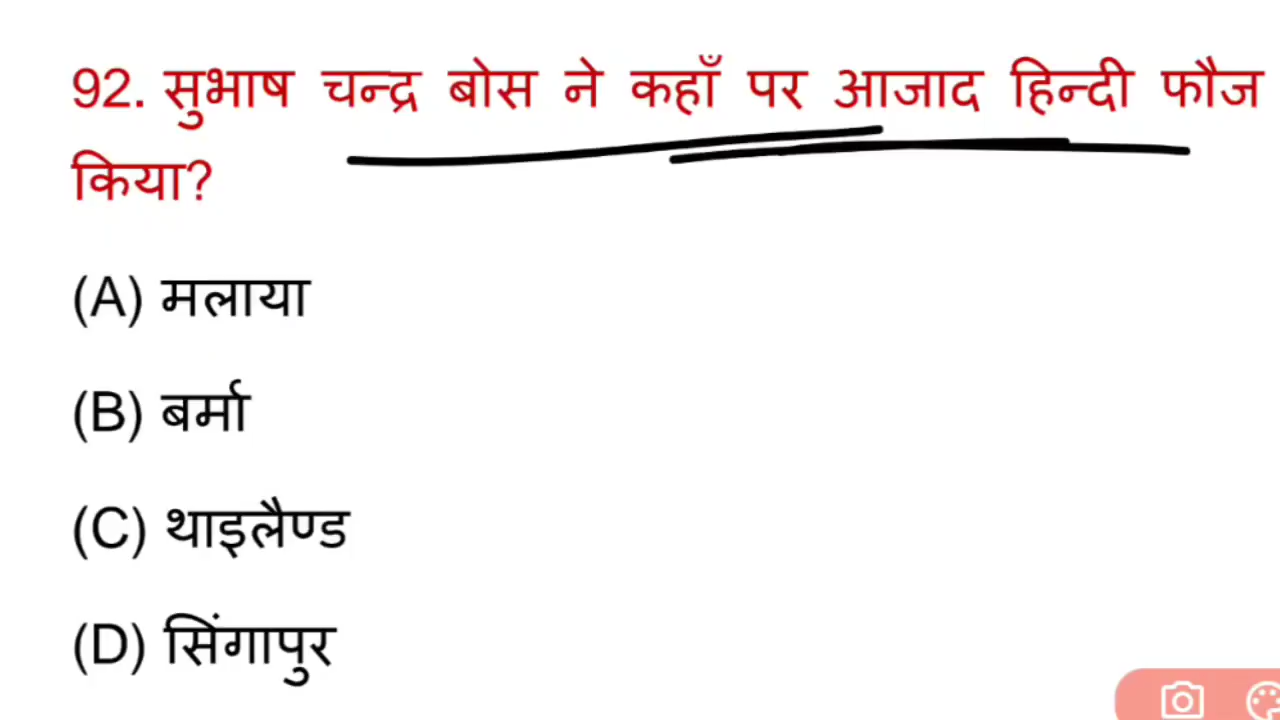 92. सुभाष चन्द्र बोस ने कहाँ पर आजाद हिन्दी फौज
किया?
(A) मलाया
(B) बर्मा
(C) थाइलैण्ड
(D) सिंगापुर